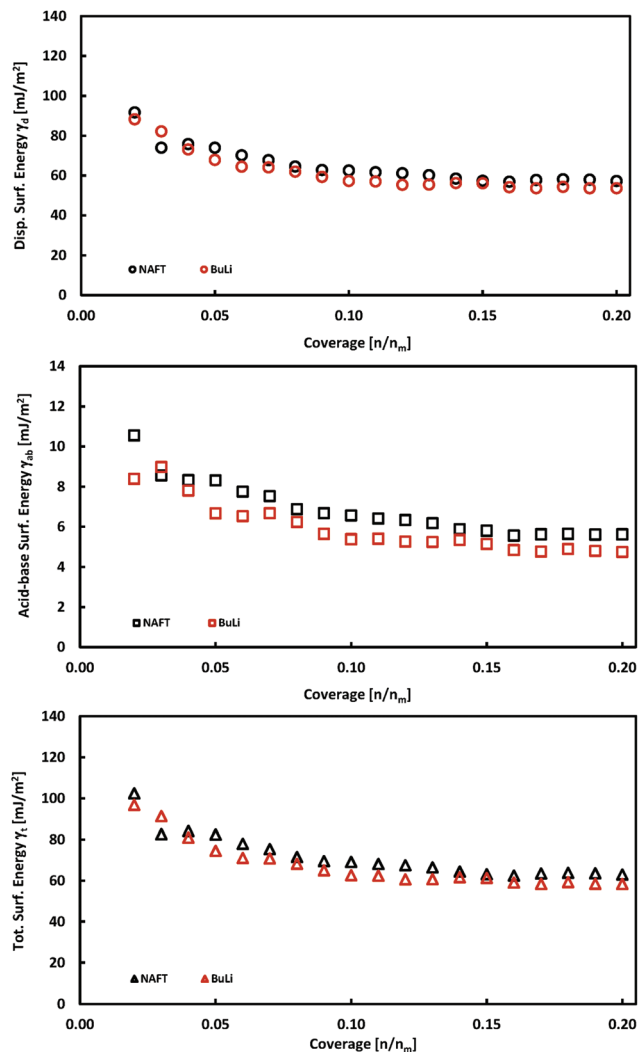 Disp. Surf. Energy γd [mJ/m²]
140
120
100
80
60
40
20
0
NAFT
BuLi
0.00 0.05 0.10 0.15 0.20
Coverage [n/nm]
Acid-base Surf. Energy γab [mJ/m²]
14
12
10
8
6
4
2
0
NAFT
BuLi
0.00 0.05 0.10 0.15 0.20
Coverage [n/nm]
Tot. Surf. Energy γt [mJ/m²]
140
120
100
80
60
40
20
0
NAFT
BuLi
0.00 0.05 0.10 0.15 0.20
Coverage [n/nm]